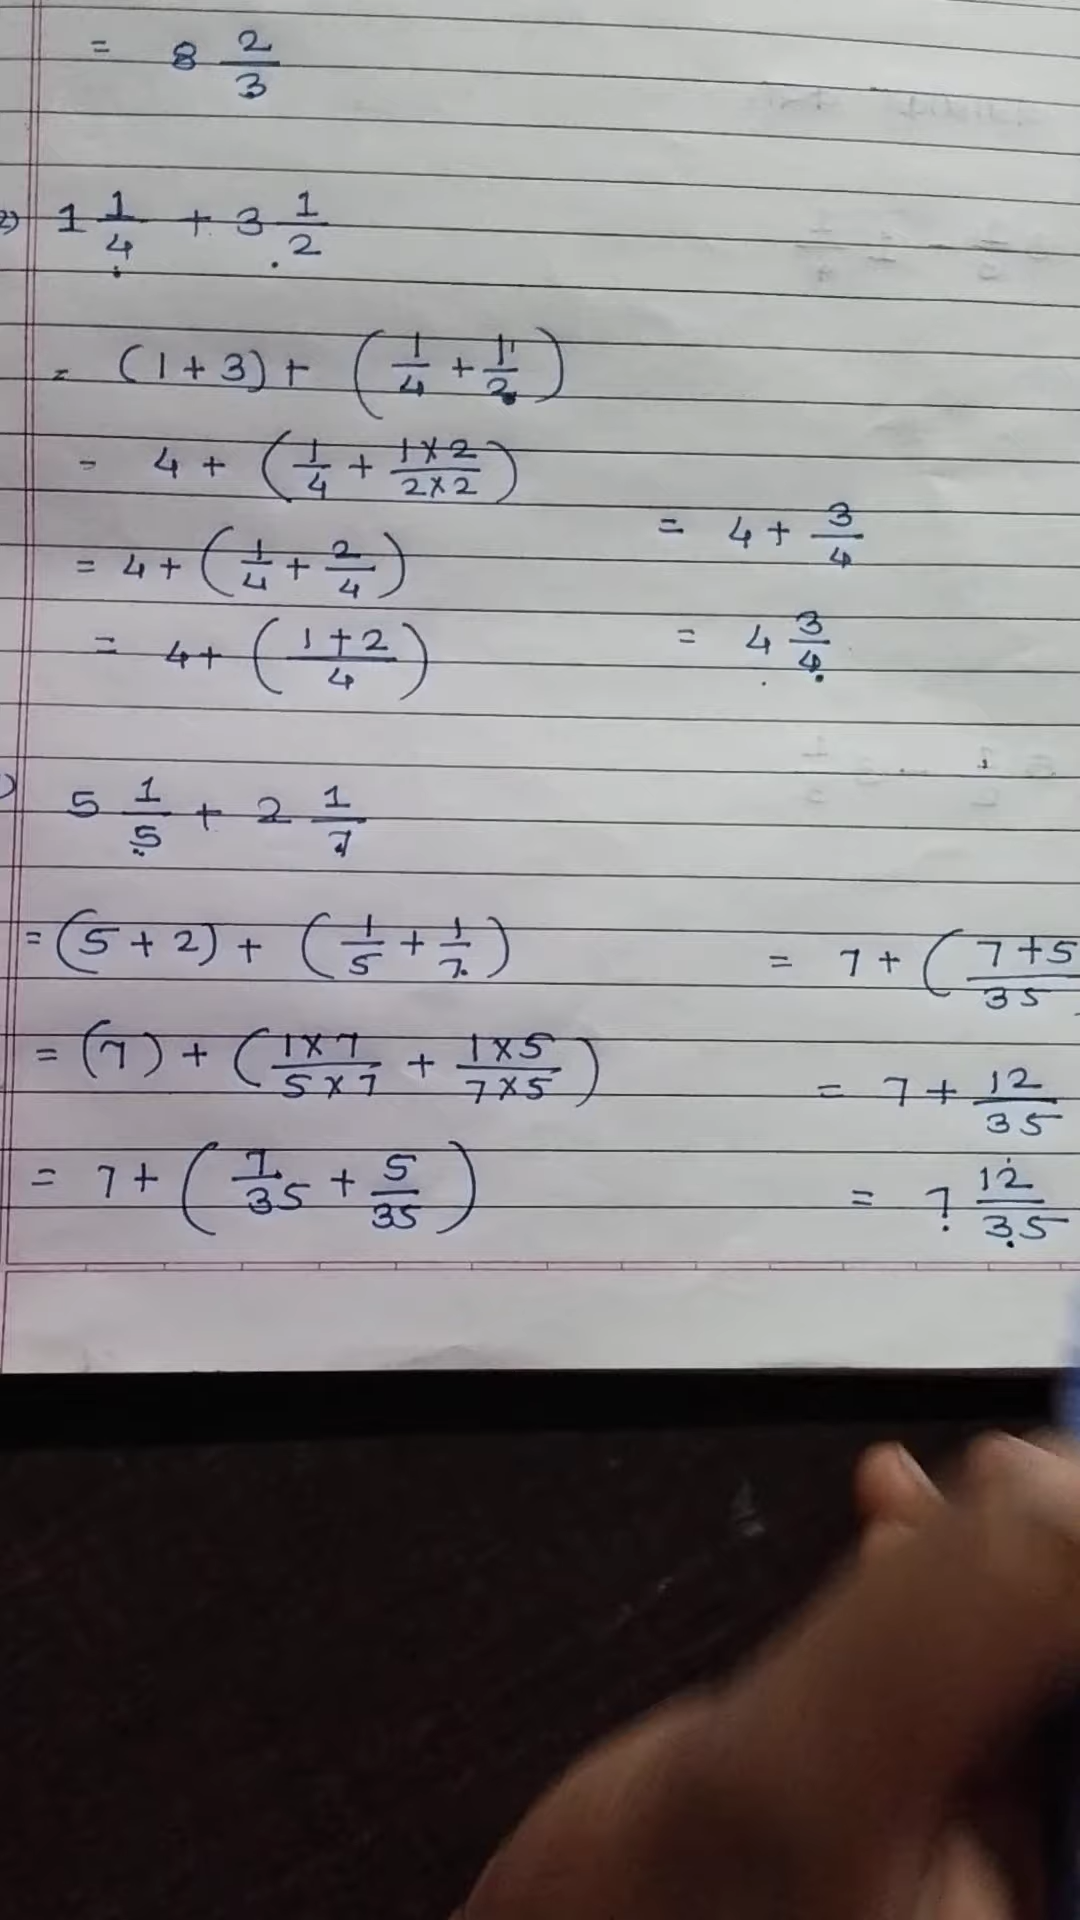 = 8 2/3
2) 1 1/4 + 3 1/2
= (1 + 3) + (1/4 + 1/2)
- 4 + (1/4 + 1×2/2×2)
= 4 + (1/4 + 2/4)
= 4 + (1+2/4)
= 4 + 3/4
= 4 3/4
) 5 1/5 + 2 1/7
= (5 + 2) + (1/5 + 1/7)
= (7) + (1×7/5×7 + 1×5/7×5)
= 7 + (7/35 + 5/35)
= 7 + (7+5/35
= 7 + 12/35
= 7 12/35